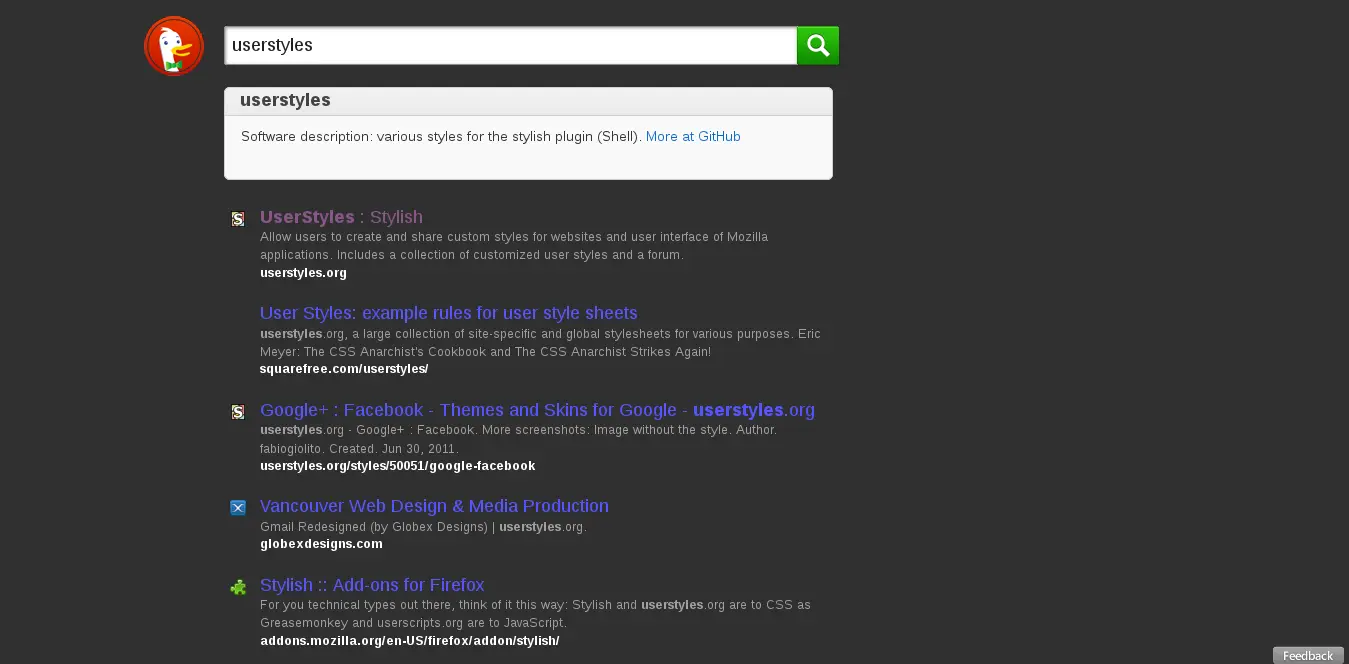 userstyles
userstyles
Software description: various styles for the stylish plugin (Shell). More at GitHub
UserStyles : Stylish
Allow users to create and share custom styles for websites and user interface of Mozilla
applications. Includes a collection of customized user styles and a forum.
userstyles.org
User Styles: example rules for user style sheets
userstyles.org, a large collection of site-specific and global stylesheets for various purposes. Eric
Meyer: The CSS Anarchist's Cookbook and The CSS Anarchist Strikes Again!
squarefree.com/userstyles/
Google+ : Facebook - Themes and Skins for Google - userstyles.org
userstyles.org - Google+ : Facebook. More screenshots: Image without the style. Author.
fabiogiolito. Created. Jun 30, 2011.
userstyles.org/styles/50051/google-facebook
Vancouver Web Design & Media Production
Gmail Redesigned (by Globex Designs) | userstyles.org.
globexdesigns.com
Stylish :: Add-ons for Firefox
For you technical types out there, think of it this way: Stylish and userstyles.org are to CSS as
Greasemonkey and userscripts.org are to JavaScript.
addons.mozilla.org/en-US/firefox/addon/stylish/
Feedback